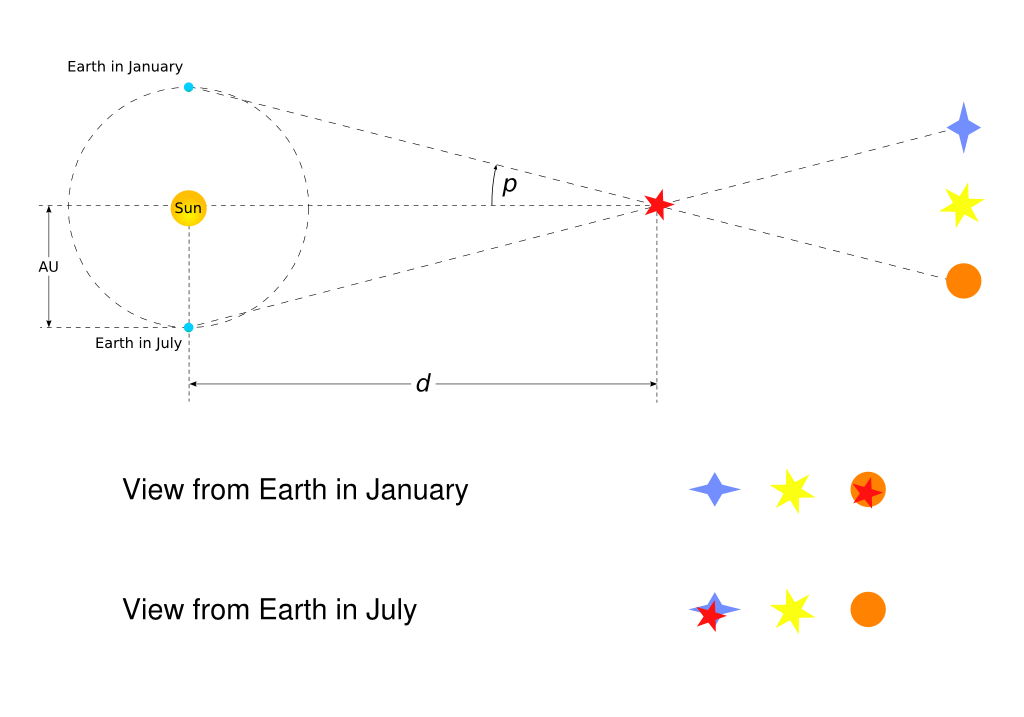 Earth in January
p
Sun
AU
Earth in July
d
View from Earth in January
View from Earth in July